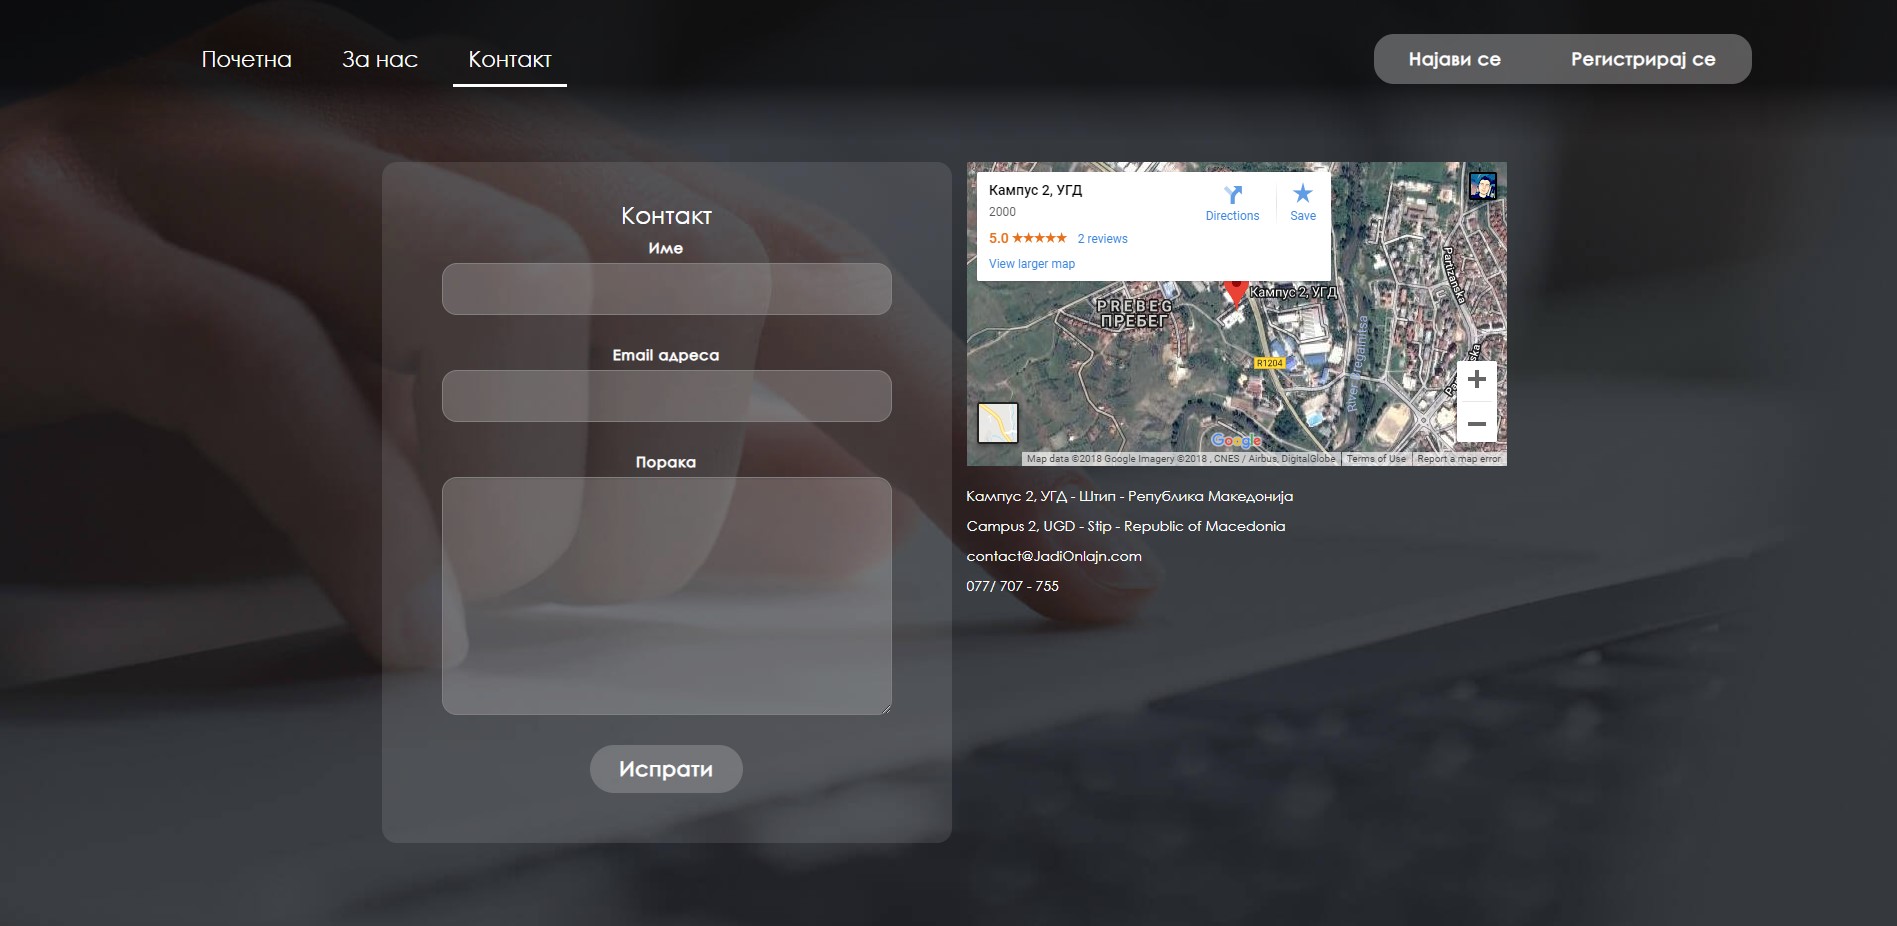 Почетна За нас Контакт Најави се Регистрирај се
Контакт
Име
Email адреса
Порака
Испрати
Кампус 2, УГД
2000
Directions Save
5.0 ★★★★★ 2 reviews
View larger map
Кампус 2, УГД
PREBEG
ПРЕБЕГ
Partizanska
R1204
River Bregalnitsa
Google
Map data ©2018 Google Imagery ©2018 , CNES / Airbus, DigitalGlobe Terms of Use Report a map error
Кампус 2, УГД - Штип - Република Македонија
Campus 2, UGD - Stip - Republic of Macedonia
contact@JadiOnlajn.com
077/ 707 - 755